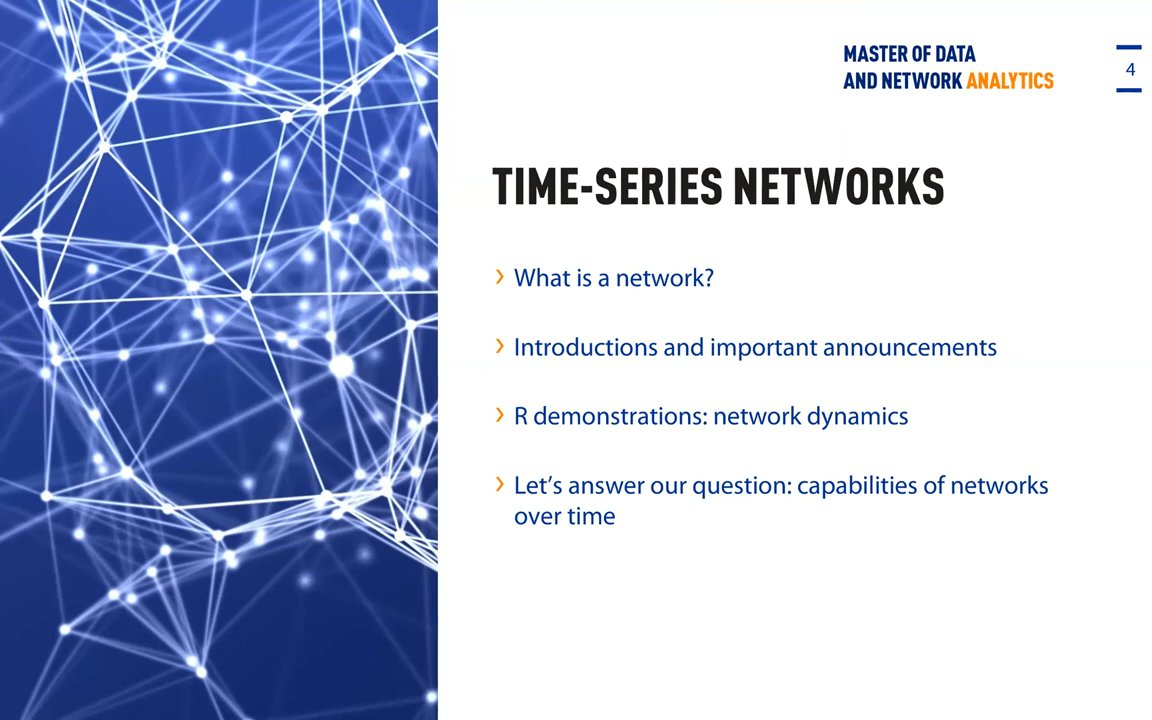 MASTER OF DATA
AND NETWORK ANALYTICS
4
TIME-SERIES NETWORKS
› What is a network?
› Introductions and important announcements
› R demonstrations: network dynamics
› Let’s answer our question: capabilities of networks
over time